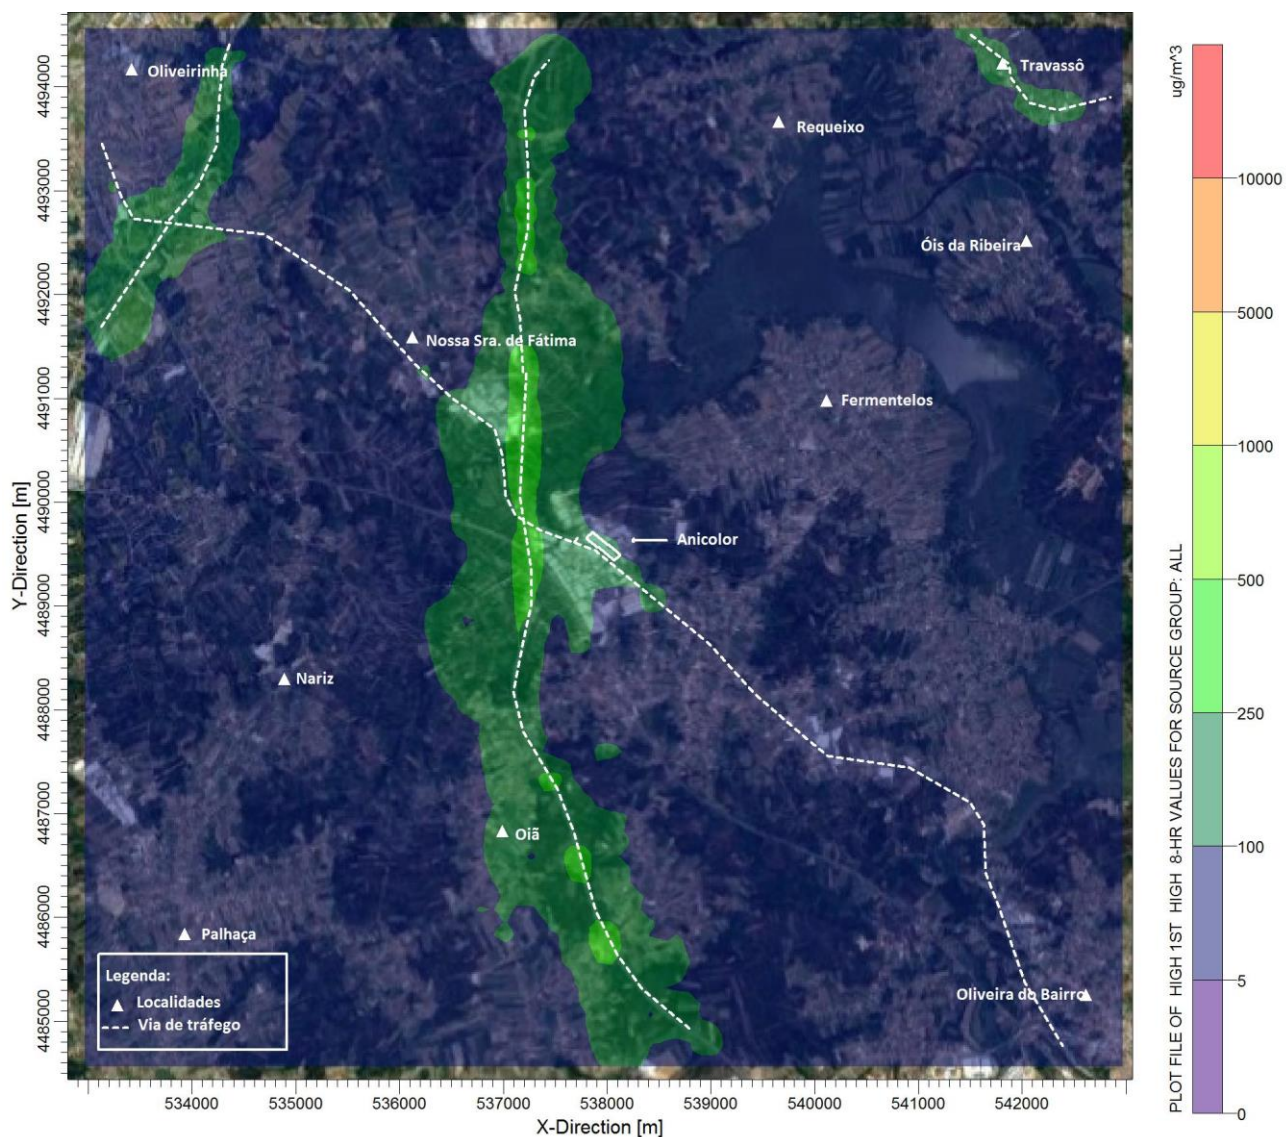 Oliveirinha
Travassô
Requeixo
Óis da Ribeira
Nossa Sra. de Fátima
Fermentelos
Anicolor
Nariz
Oiã
Palhaça
Oliveira do Bairro
Legenda:
Localidades
Via de tráfego
Y-Direction [m]
4494000
4493000
4492000
4491000
4490000
4489000
4488000
4487000
4486000
4485000
534000
535000
536000
537000
538000
539000
540000
541000
542000
X-Direction [m]
PLOT FILE OF HIGH 1ST HIGH 8-HR VALUES FOR SOURCE GROUP: ALL
ug/m^3
10000
5000
1000
500
250
100
5
0